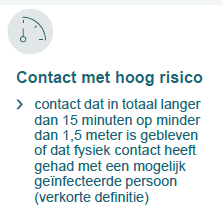 Contact met hoog risico
> contact dat in totaal langer
dan 15 minuten op minder
dan 1,5 meter is gebleven
of dat fysiek contact heeft
gehad met een mogelijk
geïnfecteerde persoon
(verkorte definitie)